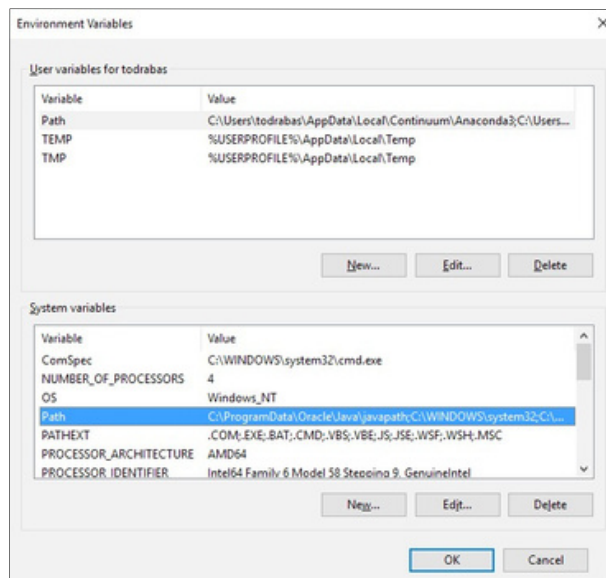 Environment Variables
User variables for todrabas
Variable Value
Path C:\Users\todrabas\AppData\Local\Continuum\Anaconda3;C:\Users...
TEMP %USERPROFILE%\AppData\Local\Temp
TMP %USERPROFILE%\AppData\Local\Temp
New... Edit... Delete
System variables
Variable Value
ComSpec C:\WINDOWS\system32\cmd.exe
NUMBER_OF_PROCESSORS 4
OS Windows_NT
Path C:\ProgramData\Oracle\Java\javapath;C:\WINDOWS\system32;C:\...
PATHEXT .COM;.EXE;.BAT;.CMD;.VBS;.VBE;.JS;.JSE;.WSF;.WSH;.MSC
PROCESSOR_ARCHITECTURE AMD64
PROCESSOR_IDENTIFIER Intel64 Family 6 Model 58 Stepping 9, GenuineIntel
New... Edit... Delete
OK Cancel